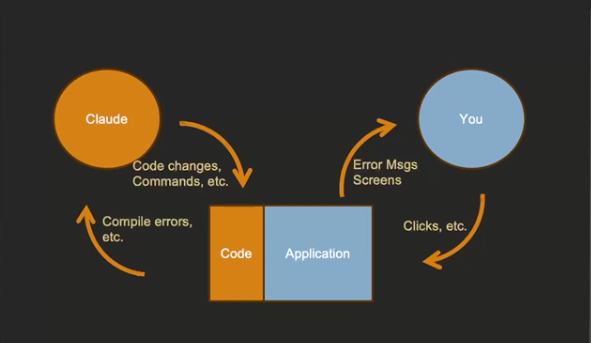 Claude
You
Code changes,
Commands, etc.
Error Msgs
Screens
Compile errors,
etc.
Clicks, etc.
Code
Application